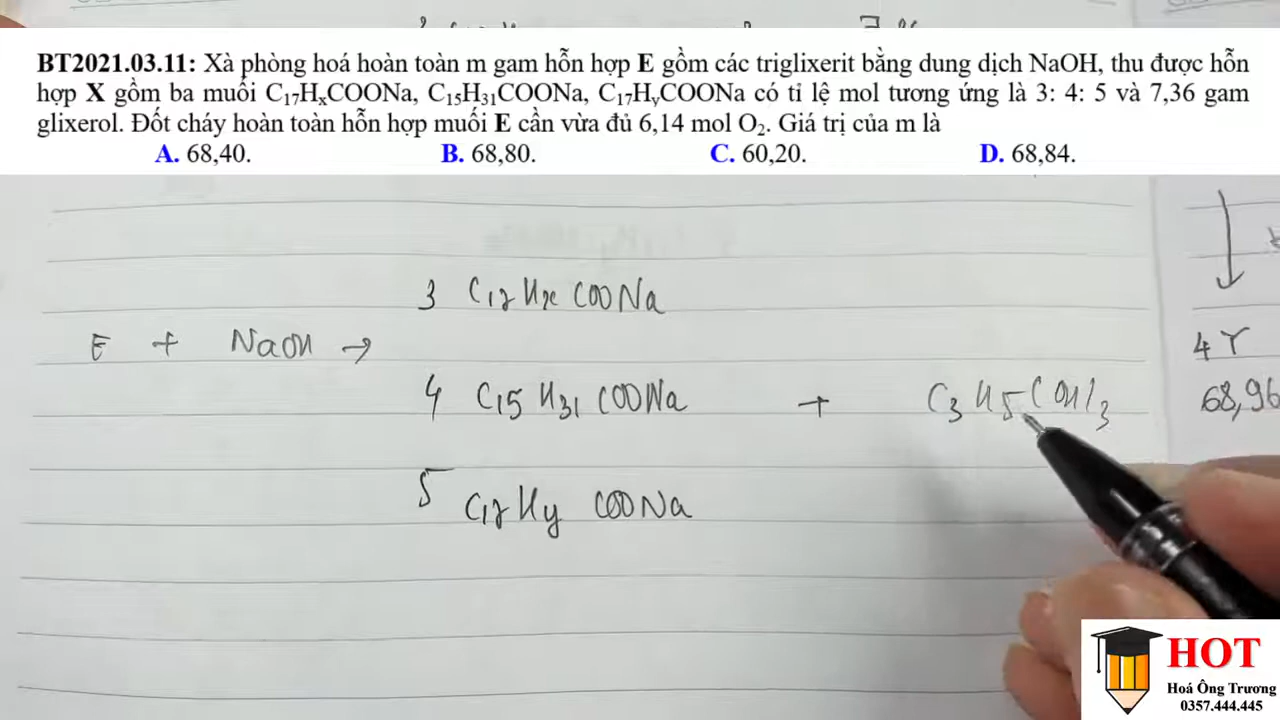 BT2021.03.11: Xà phòng hoá hoàn toàn m gam hỗn hợp E gồm các triglixerit bằng dung dịch NaOH, thu được hỗn
hợp X gồm ba muối C₁₇HₓCOONa, C₁₅H₃₁COONa, C₁₇HᵧCOONa có tỉ lệ mol tương ứng là 3: 4: 5 và 7,36 gam
glixerol. Đốt cháy hoàn toàn hỗn hợp muối E cần vừa đủ 6,14 mol O₂. Giá trị của m là
A. 68,40. B. 68,80. C. 60,20. D. 68,84.
3 C₁₇Hₓ COONa
E + NaOH →
4 Y
4 C₁₅H₃₁ COONa + C₃H₅(OH)₃
68,96
5 C₁₇Hy COONa
HOT
Hoá Ông Trương
0357.444.445